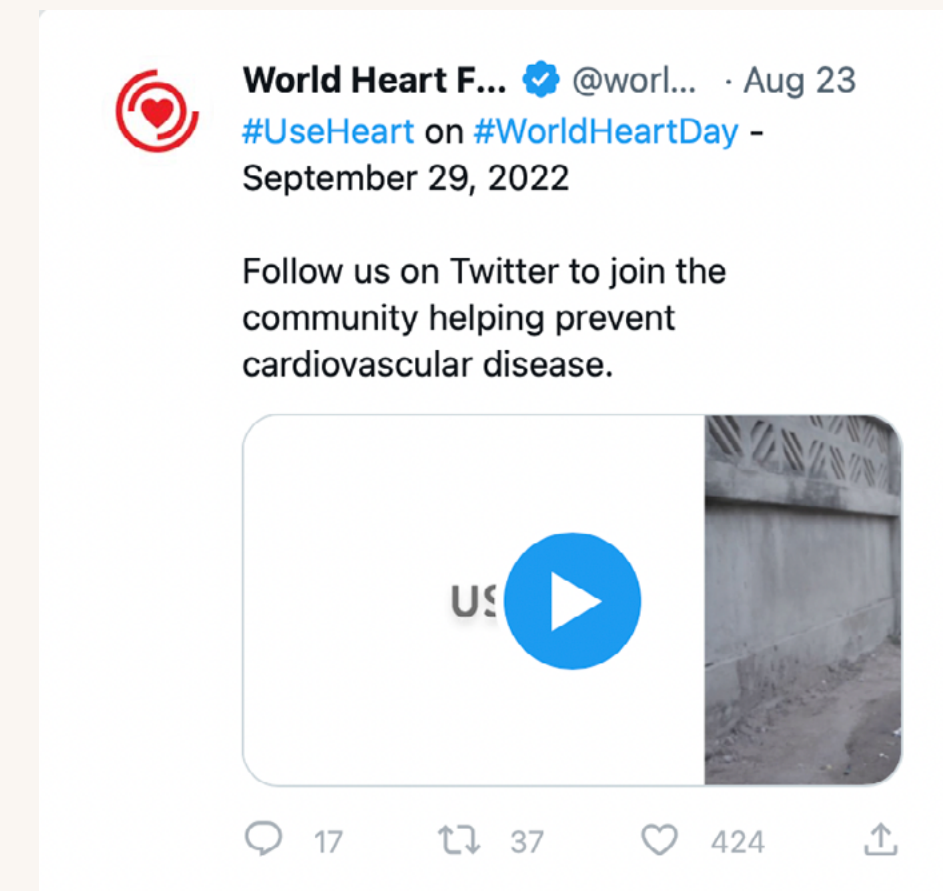 World Heart F... @worl... · Aug 23
#UseHeart on #WorldHeartDay -
September 29, 2022
Follow us on Twitter to join the
community helping prevent
cardiovascular disease.
US
17 37 424